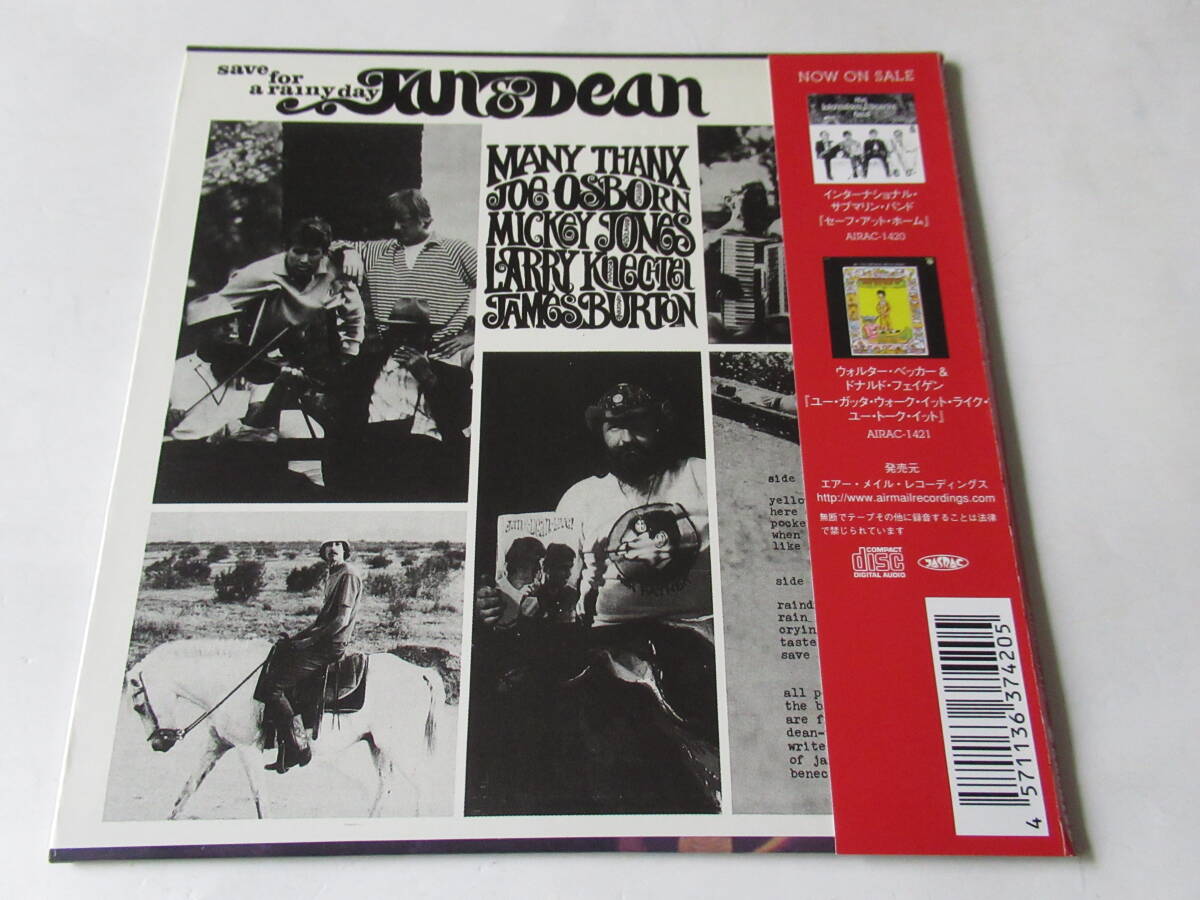 save for a rainy day JAN & DEAN
MANY THANX
JOE OSBORN
MICKEY JONES
LARRY KNECHTEL
JAMES BURTON
side
yello
here
pocke
when
like
side
raind
rain
cryin
taste
save
all p
the b
are f
dean-
write
of ja
benec
NOW ON SALE
インターナショナル・
サブマリン・バンド
『セーフ・アット・ホーム』
AIRAC-1420
ウォルター・ベッカー&
ドナルド・フェイゲン
『ユー・ガッタ・ウォーク・イット・ライク・
ユー・トーク・イット』
AIRAC-1421
発売元
エアー・メイル・レコーディングス
http://www.airmailrecordings.com
無断でテープその他に録音することは法律
で禁じられています
COMPACT
disc
DIGITAL AUDIO
JASRAC
4 571136 374205